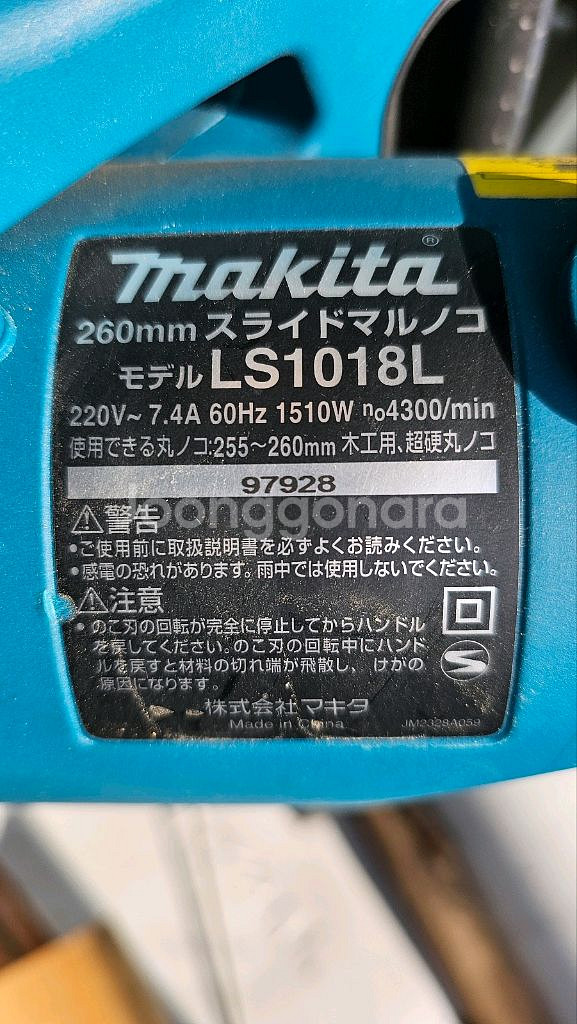 makita®
260mm スライドマルノコ
モデル LS1018L
220V~ 7.4A 60Hz 1510W n₀4300/min
使用できる丸ノコ:255~260mm 木工用、超硬丸ノコ
97928
joonggonara
⚠警告
•ご使用前に取扱説明書を必ずよくお読みください。
•感電の恐れがあります。雨中では使用しないでください。
⚠注意
• のこ刃の回転が完全に停止してからハンドル
を戻してください。のこ刃の回転中にハンド
ルを戻すと材料の切れ端が飛散し、けがの
原因になります。
S
株式会社 マキタ
Made in China
JM2328A059